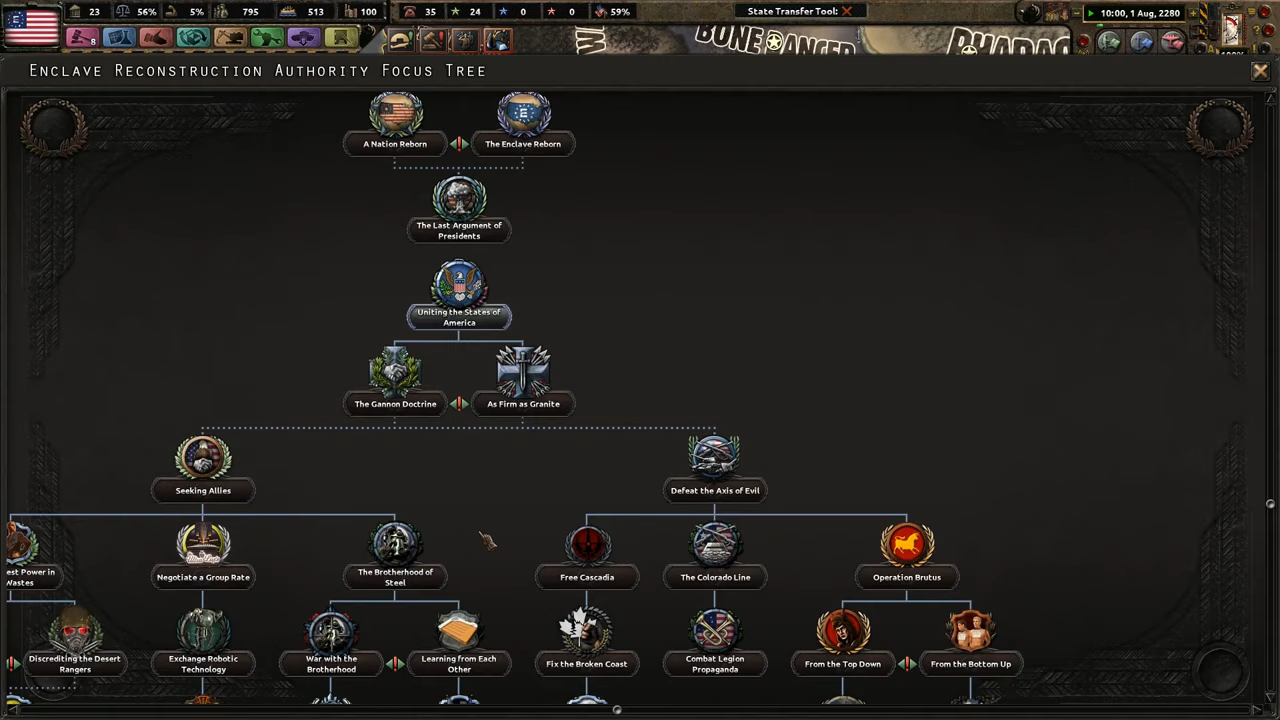 23 56% 5% 795 513 100 35 24 0 0 59% State Transfer Tool: 10:00, 1 Aug, 2280
8
ENCLAVE RECONSTRUCTION AUTHORITY FOCUS TREE
A Nation Reborn The Enclave Reborn
The Last Argument of
Presidents
Uniting the States of
America
The Gannon Doctrine As Firm as Granite
Seeking Allies Defeat the Axis of Evil
est Power in
Wastes
Negotiate a Group Rate
The Brotherhood of
Steel
Free Cascadia The Colorado Line Operation Brutus
Discrediting the Desert
Rangers
Exchange Robotic
Technology
War with the
Brotherhood
Learning from Each
Other
Fix the Broken Coast
Combat Legion
Propaganda
From the Top Down From the Bottom Up